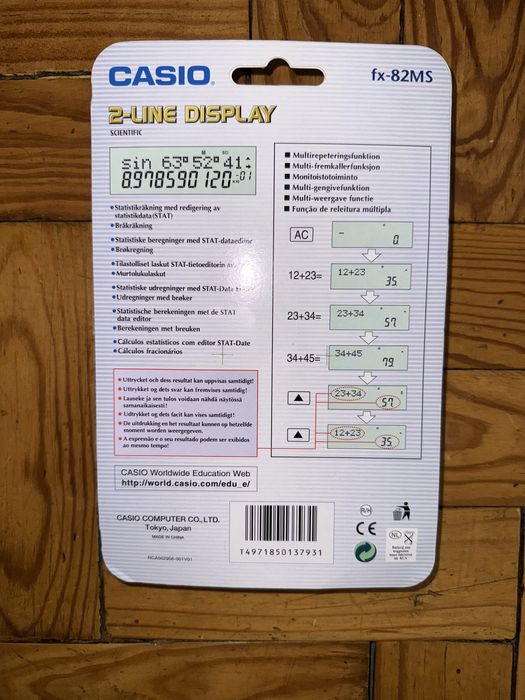 CASIO.
fx-82MS
2-LINE DISPLAY
SCIENTIFIC
sin 63°52°41
8.978590120-01
•Statistikräkning med redigering av
statistikdata(STAT)
•Bråkräkning
•Statistiske beregninger med STAT-dataeditor
•Brøkregning
•Tilastolliset laskut STAT-tietoeditorin
•Murtolukulaskut
•Statistiske udregninger med STAT-Data
•Udregninger med brøker
•Statistische berekeningen met de STAT
data editor
•Berekeningen met breuken
•Cálculos estatísticos com editor STAT-Date
•Cálculos fracionários
• Uttrycket och dess resultat kan uppvisas samtidigt!
• Uttrykket og dets svar kan fremvises samtidig!
• Lauseke ja sen tulos voidaan nähdä näytössä
samanaikaisesti!
• Udtrykket og dets facit kan vises samtidigt!
• De uitdrukking en het resultaat kunnen op hetzelfde
moment worden weergegeven.
• A expressão e o seu resultado podem ser exibidos
ao mesmo tempo!
■ Multirepeteringsfunktion
■ Multi-fremkallerfunksjon
■ Monitoistotoiminto
■ Multi-gengivefunktion
■ Multi-weergave functie
■ Função de releitura múltipla
AC
0.
12+23=
12+23
35.
23+34=
23+34
57.
34+45=
34+45
79.
▲
23+34
57.
▲
12+23
35.
CASIO Worldwide Education Web
http://world.casio.com/edu_e/
CASIO COMPUTER CO.,LTD.
Tokyo, Japan
MADE IN CHINA
RCA502956-001V01
T4971850137931
R/H
CE
NL